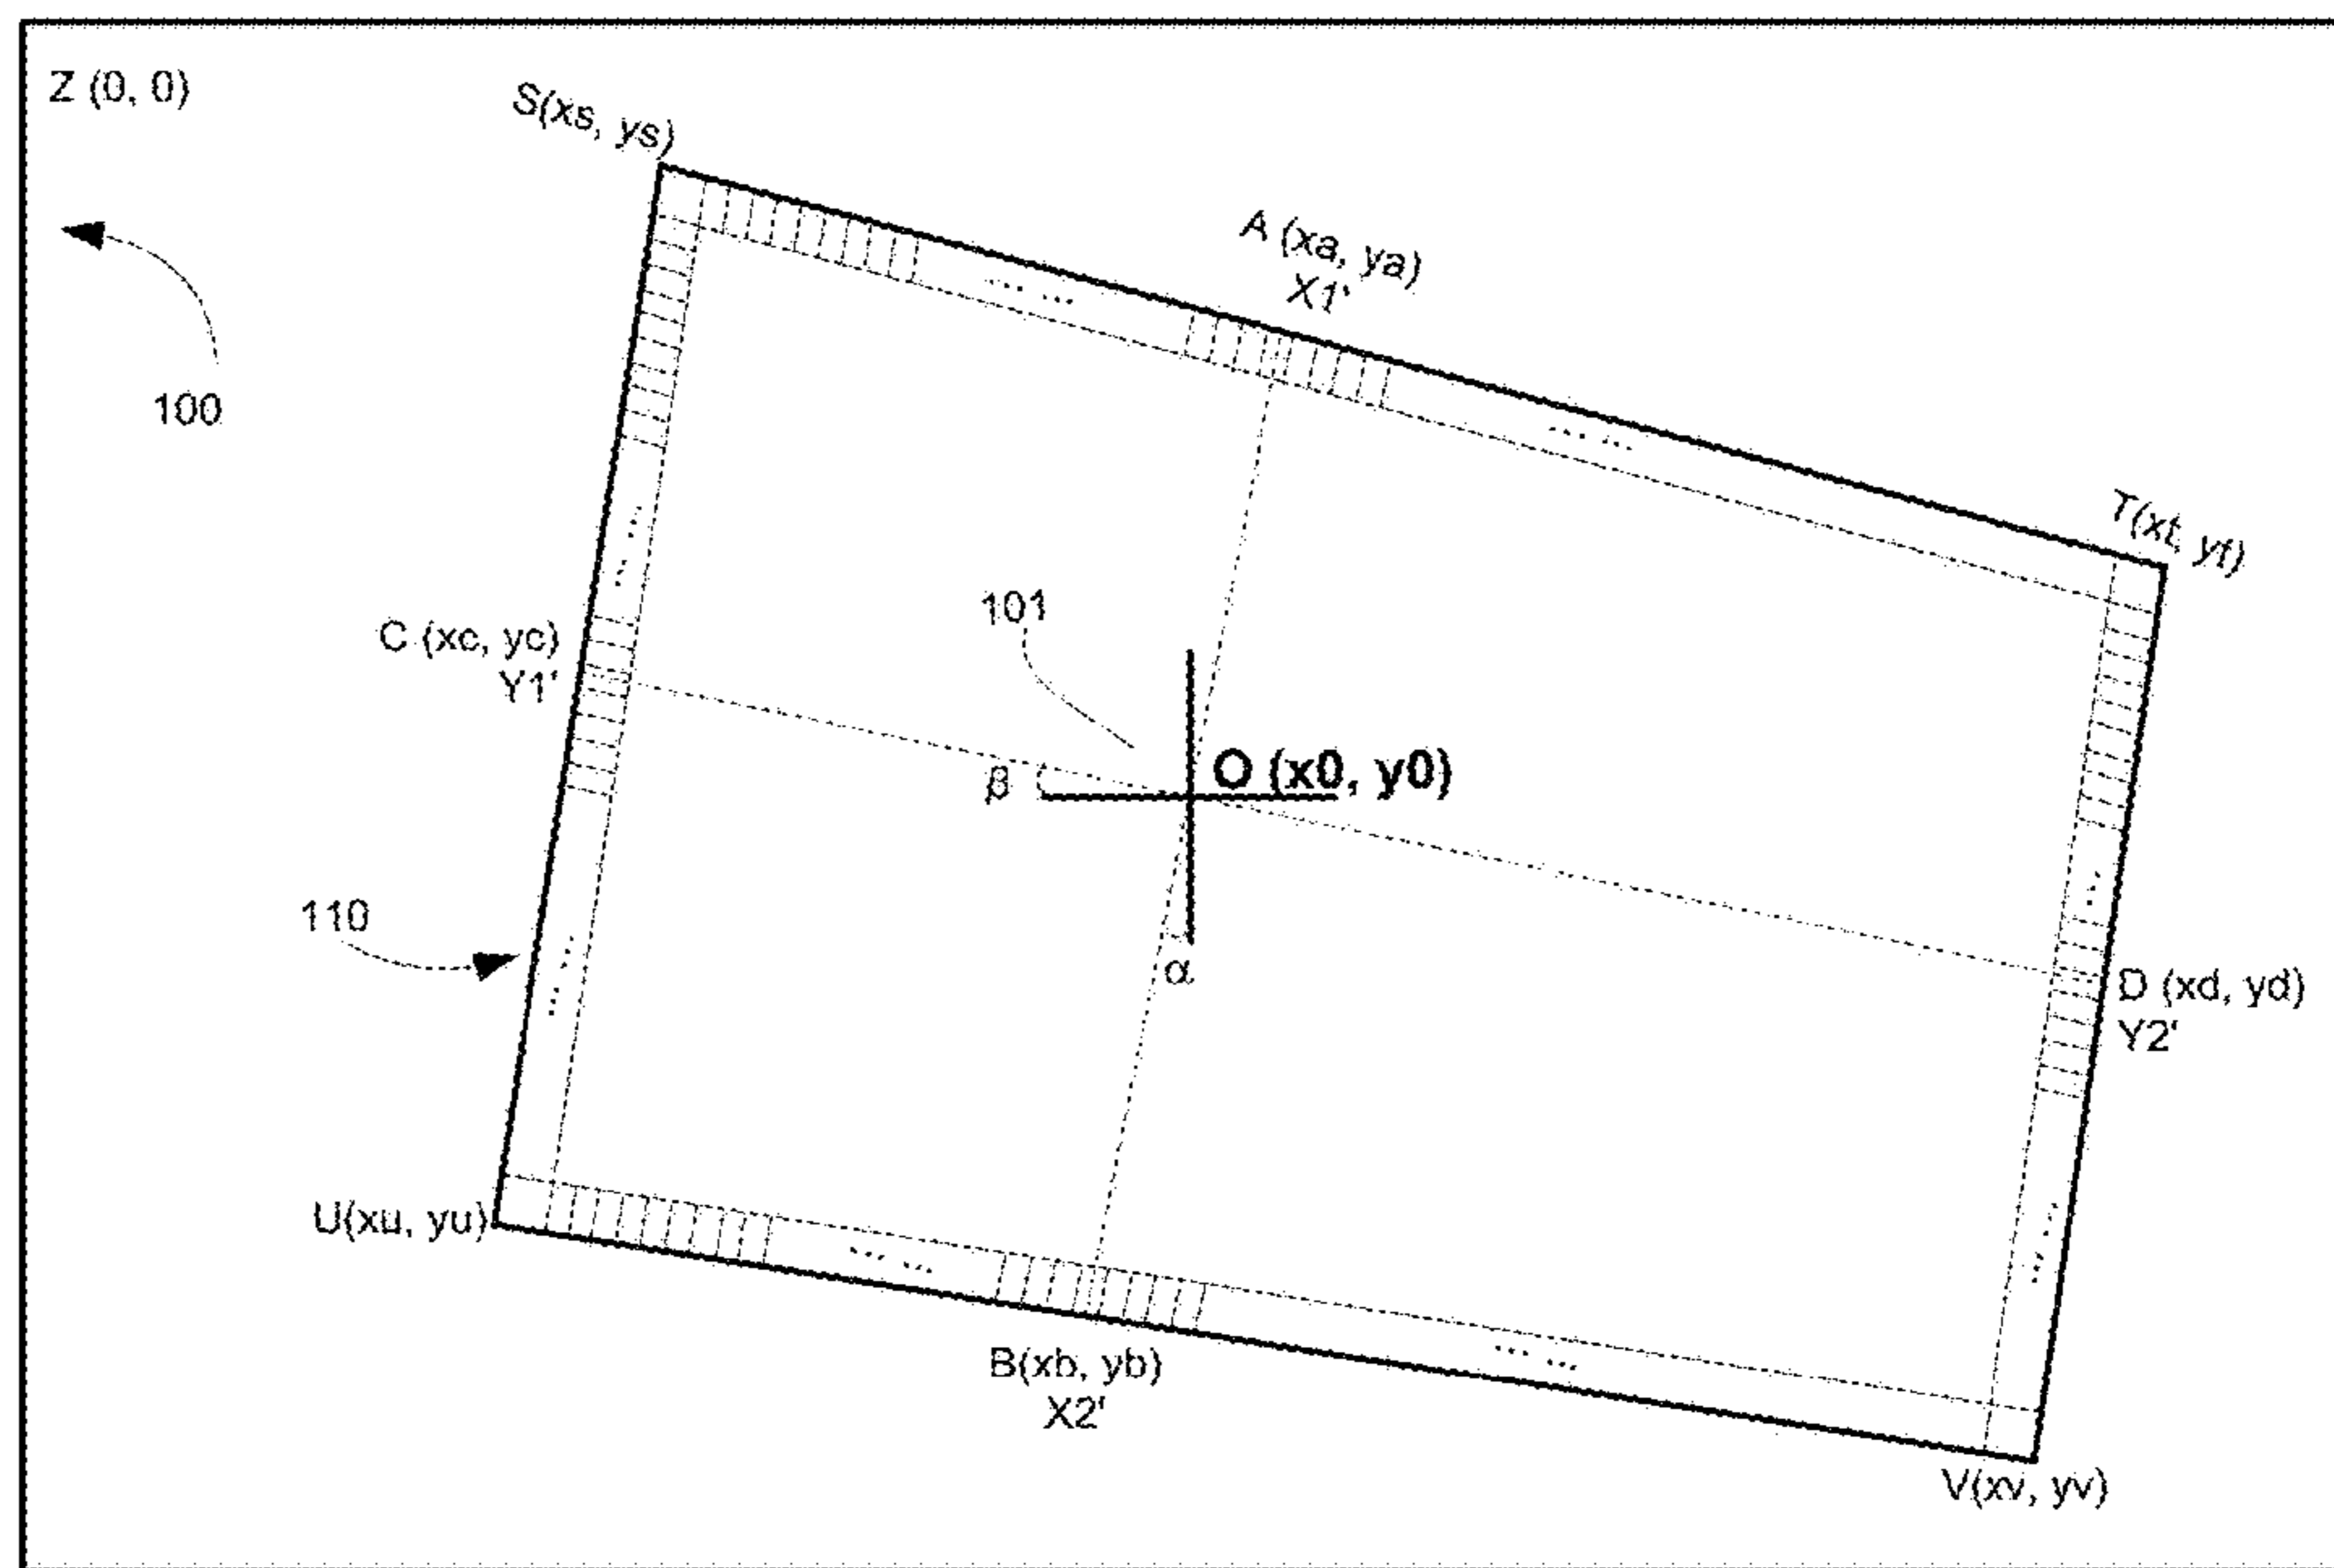 Z (0, 0)
S(xs, ys)
A (xa, ya)
X1'
100
T(xt, yt)
101
C (xc, yc)
Y1'
O (x0, y0)
β
110
α
D (xd, yd)
Y2'
U(xu, yu)
B(xb, yb)
X2'
V(xv, yv)